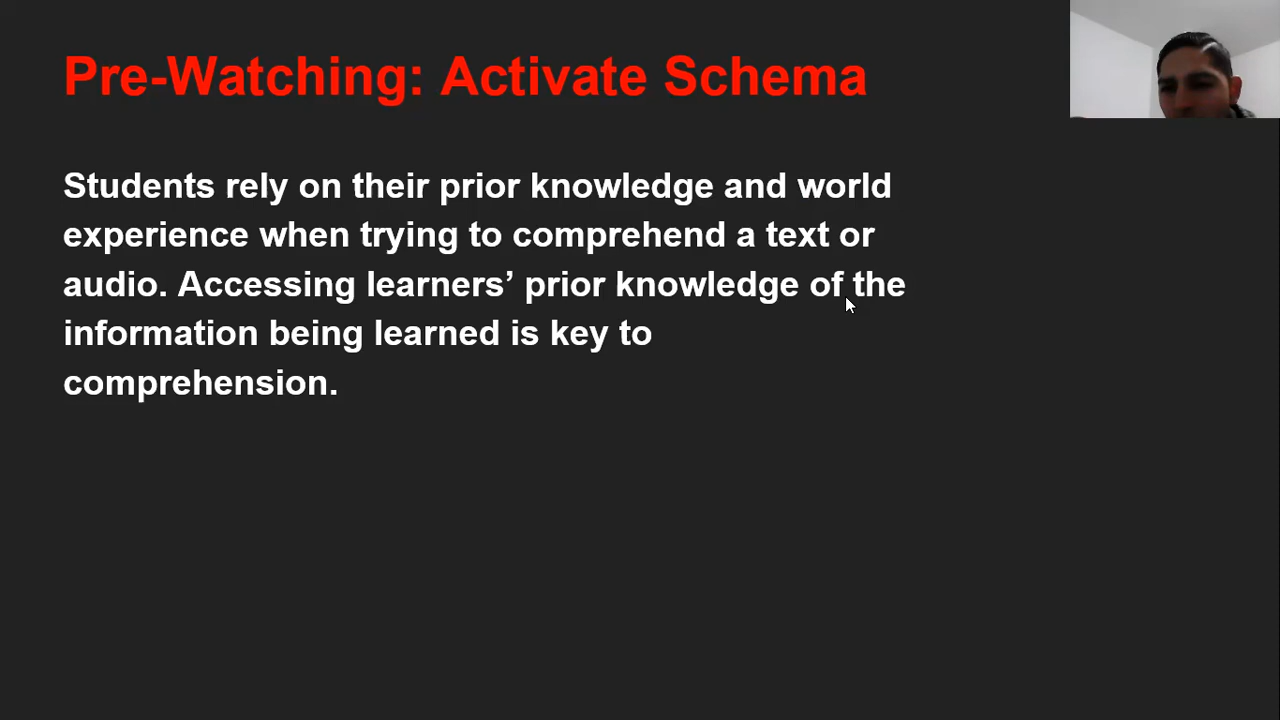 Pre-Watching: Activate Schema
Students rely on their prior knowledge and world
experience when trying to comprehend a text or
audio. Accessing learners’ prior knowledge of the
information being learned is key to
comprehension.